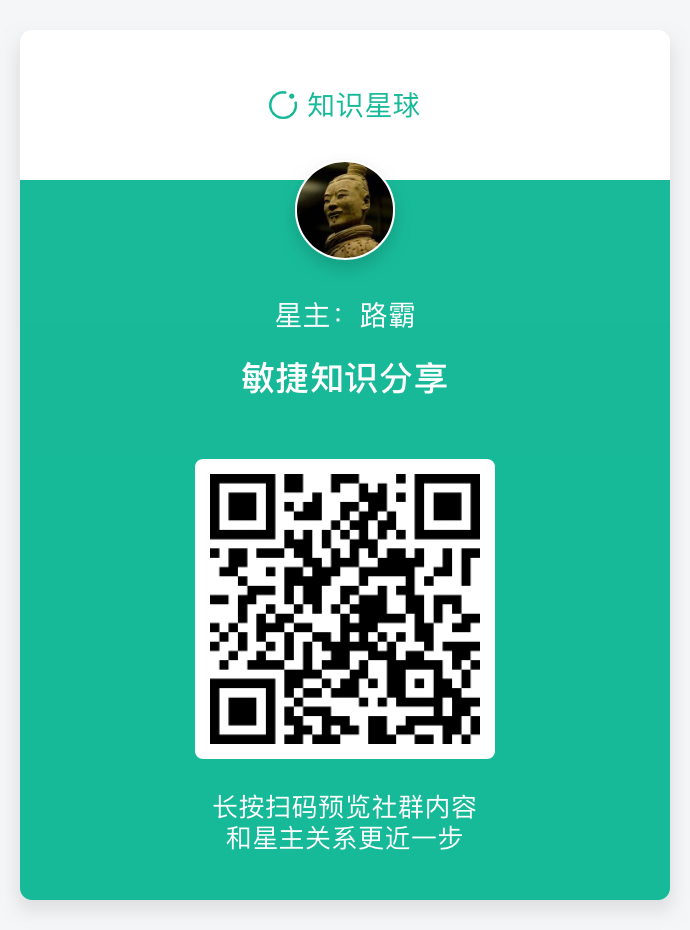 知识星球
星主：路霸
敏捷知识分享
长按扫码预览社群内容
和星主关系更近一步